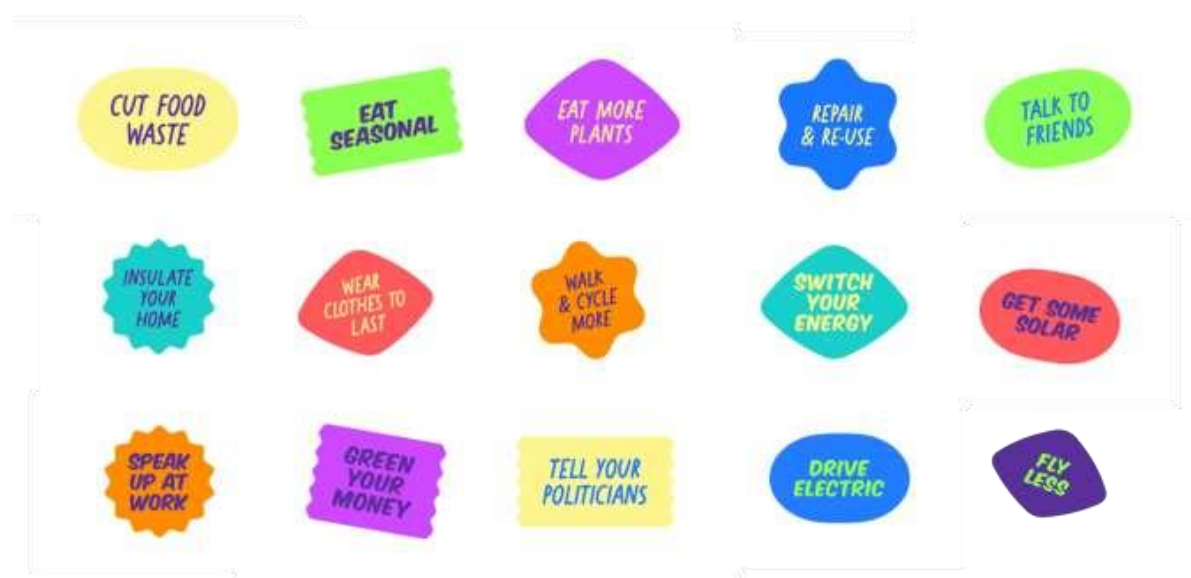 CUT FOOD
WASTE
EAT
SEASONAL
EAT MORE
PLANTS
REPAIR
& RE-USE
TALK TO
FRIENDS
INSULATE
YOUR
HOME
WEAR
CLOTHES TO
LAST
WALK
& CYCLE
MORE
SWITCH
YOUR
ENERGY
GET SOME
SOLAR
SPEAK
UP AT
WORK
GREEN
YOUR
MONEY
TELL YOUR
POLITICIANS
DRIVE
ELECTRIC
FLY
LESS